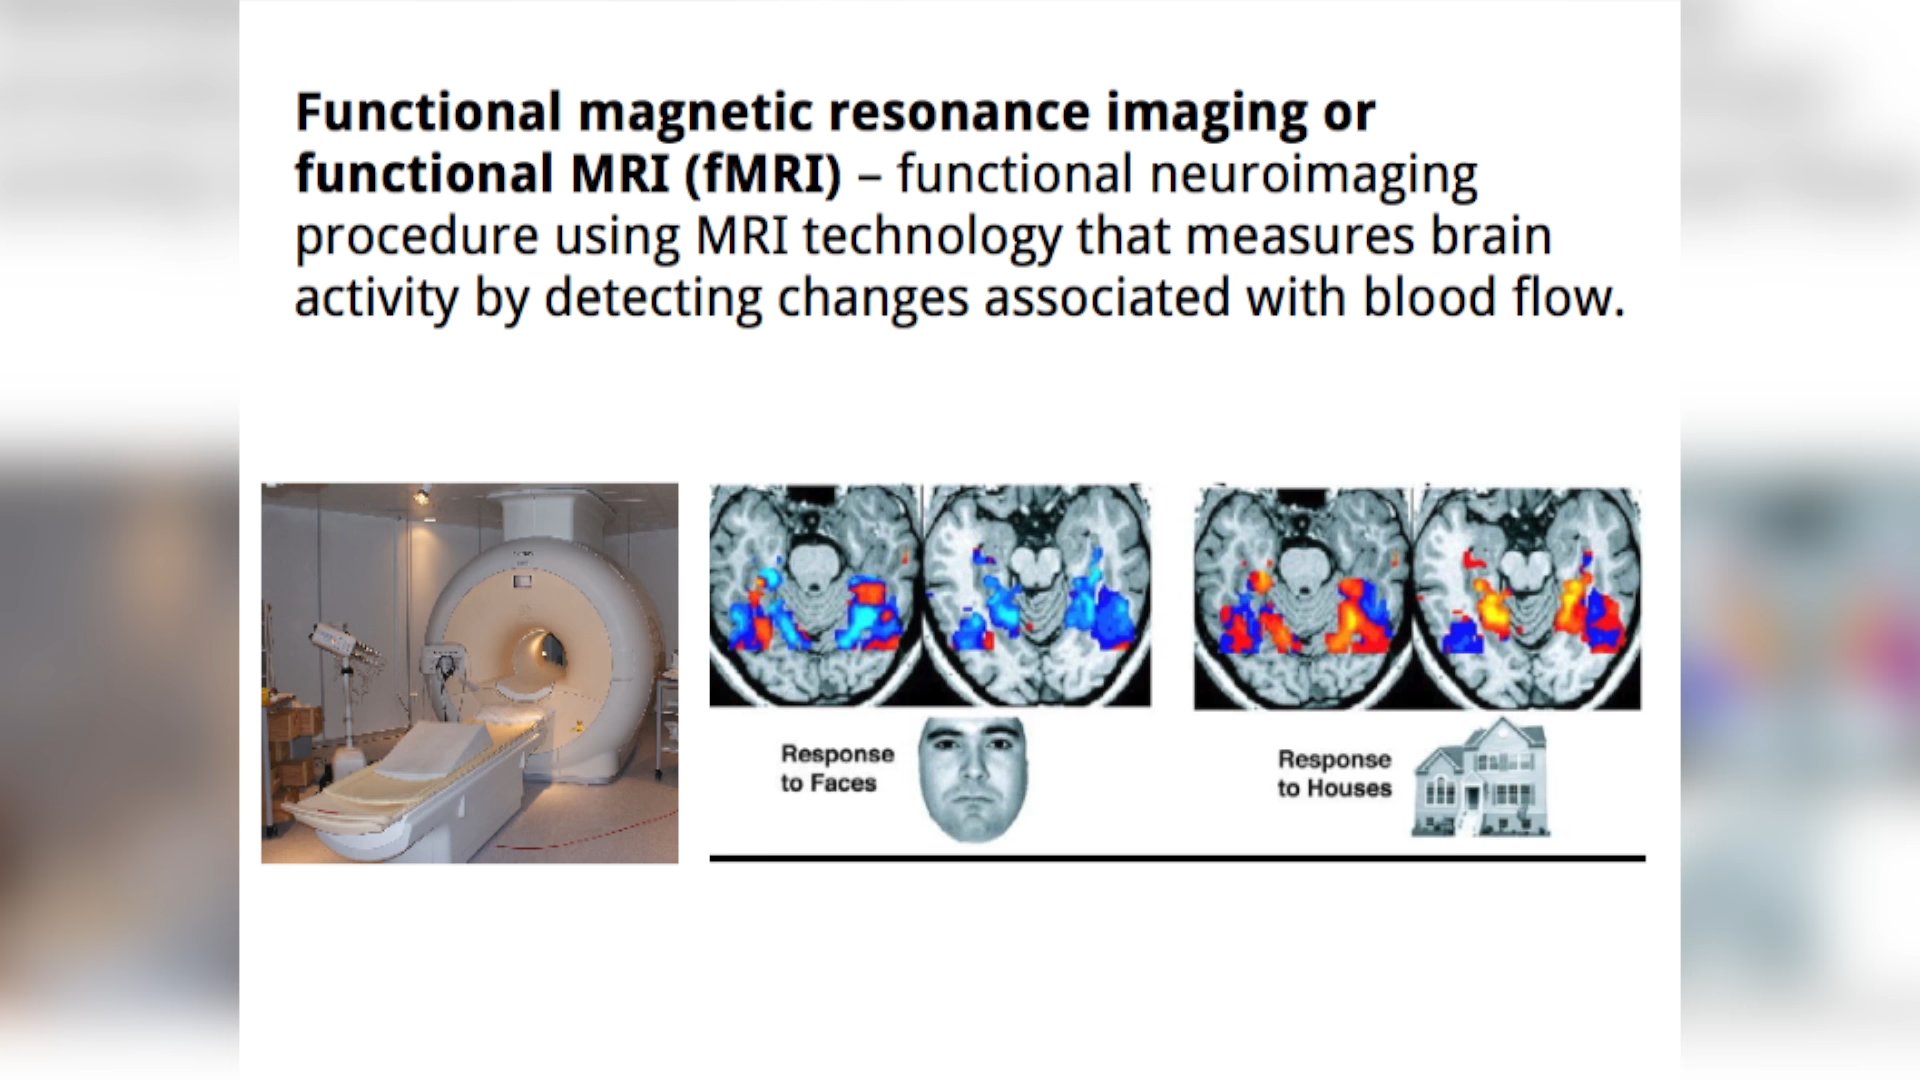 Functional magnetic resonance imaging or
functional MRI (fMRI) – functional neuroimaging
procedure using MRI technology that measures brain
activity by detecting changes associated with blood flow.
Response
to Faces
Response
to Houses